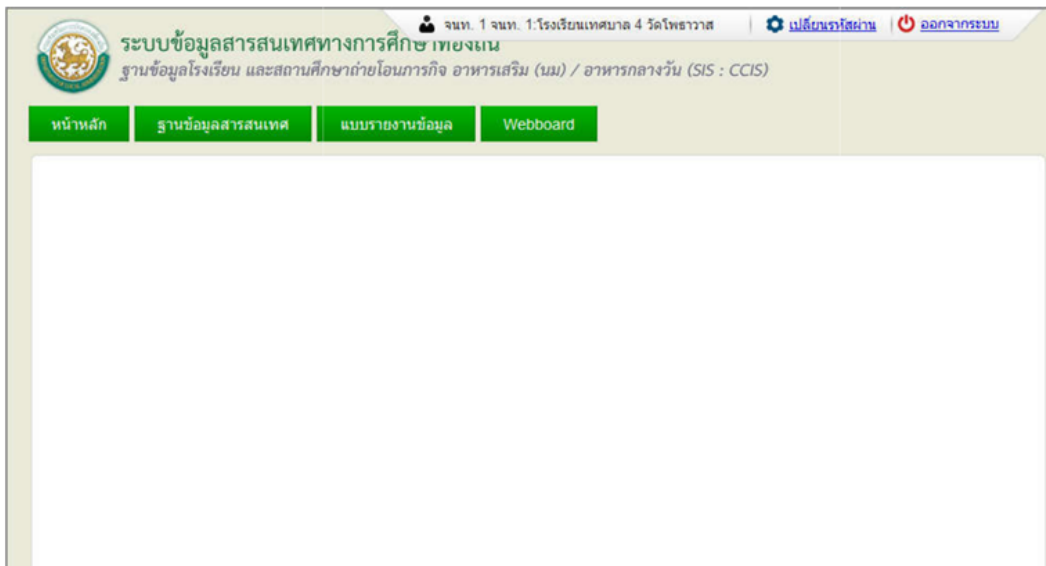 จนท. 1 จนท. 1:โรงเรียนเทศบาล 4 วัดโพธาวาส เปลี่ยนรหัสผ่าน ออกจากระบบ
ระบบข้อมูลสารสนเทศทางการศึกษาท้องถิ่น
ฐานข้อมูลโรงเรียน และสถานศึกษาถ่ายโอนภารกิจ อาหารเสริม (นม) / อาหารกลางวัน (SIS : CCIS)
หน้าหลัก ฐานข้อมูลสารสนเทศ แบบรายงานข้อมูล Webboard